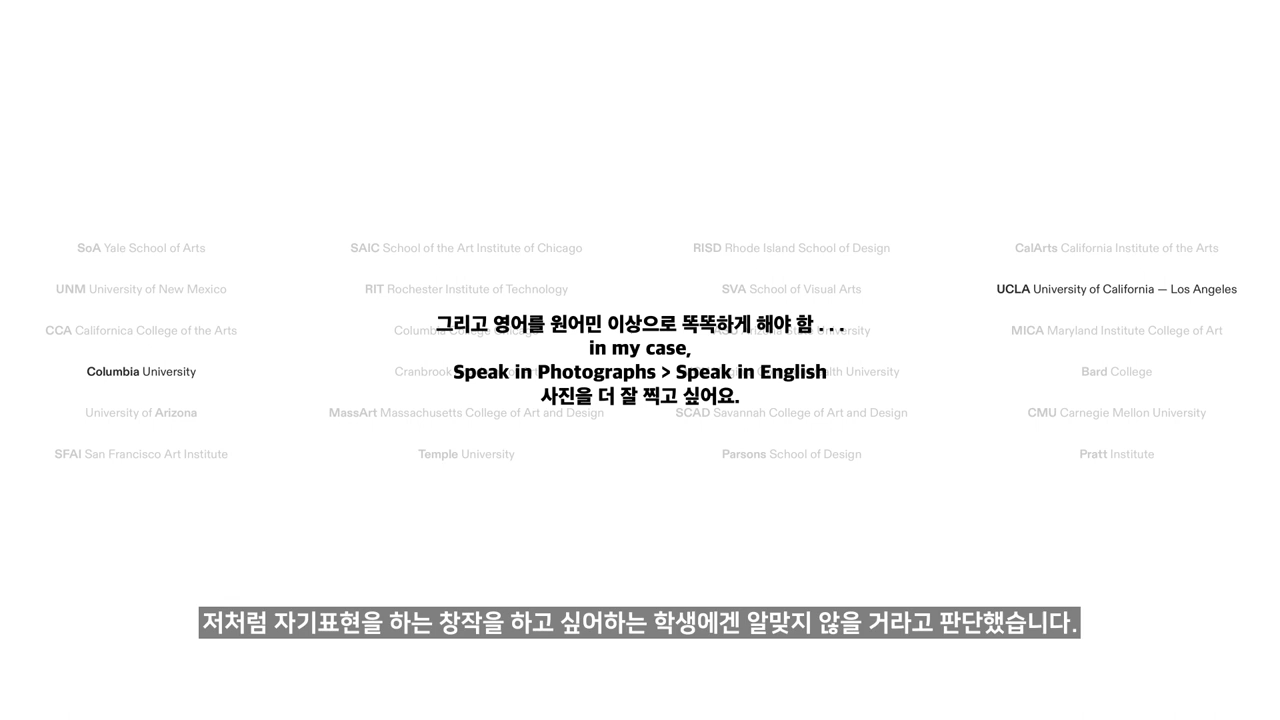 SoA Yale School of Arts
SAIC School of the Art Institute of Chicago
RISD Rhode Island School of Design
CalArts California Institute of the Arts
UNM University of New Mexico
RIT Rochester Institute of Technology
SVA School of Visual Arts
UCLA University of California — Los Angeles
그리고 영어를 원어민 이상으로 똑똑하게 해야 함 . . .
CCA Californica College of the Arts
MICA Maryland Institute College of Art
in my case,
Columbia University
Cranbrook
University
Speak in Photographs > Speak in English
Bard College
사진을 더 잘 찍고 싶어요.
University of Arizona
MassArt Massachusetts College of Art and Design
SCAD Savannah College of Art and Design
CMU Carnegie Mellon University
SFAI San Francisco Art Institute
Temple University
Parsons School of Design
Pratt Institute
저처럼 자기표현을 하는 창작을 하고 싶어하는 학생에겐 알맞지 않을 거라고 판단했습니다.